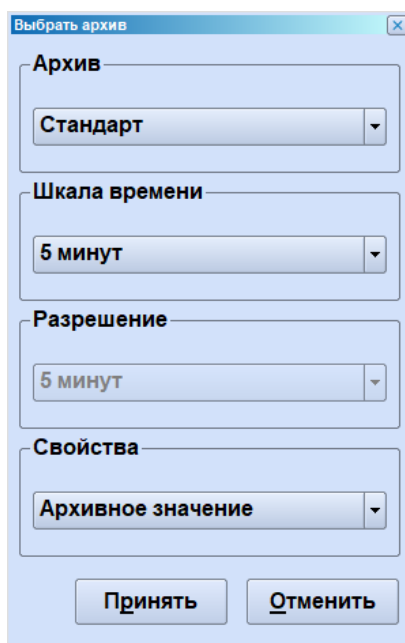 Выбрать архив
Архив
Стандарт
Шкала времени
5 минут
Разрешение
5 минут
Свойства
Архивное значение
Принять Отменить